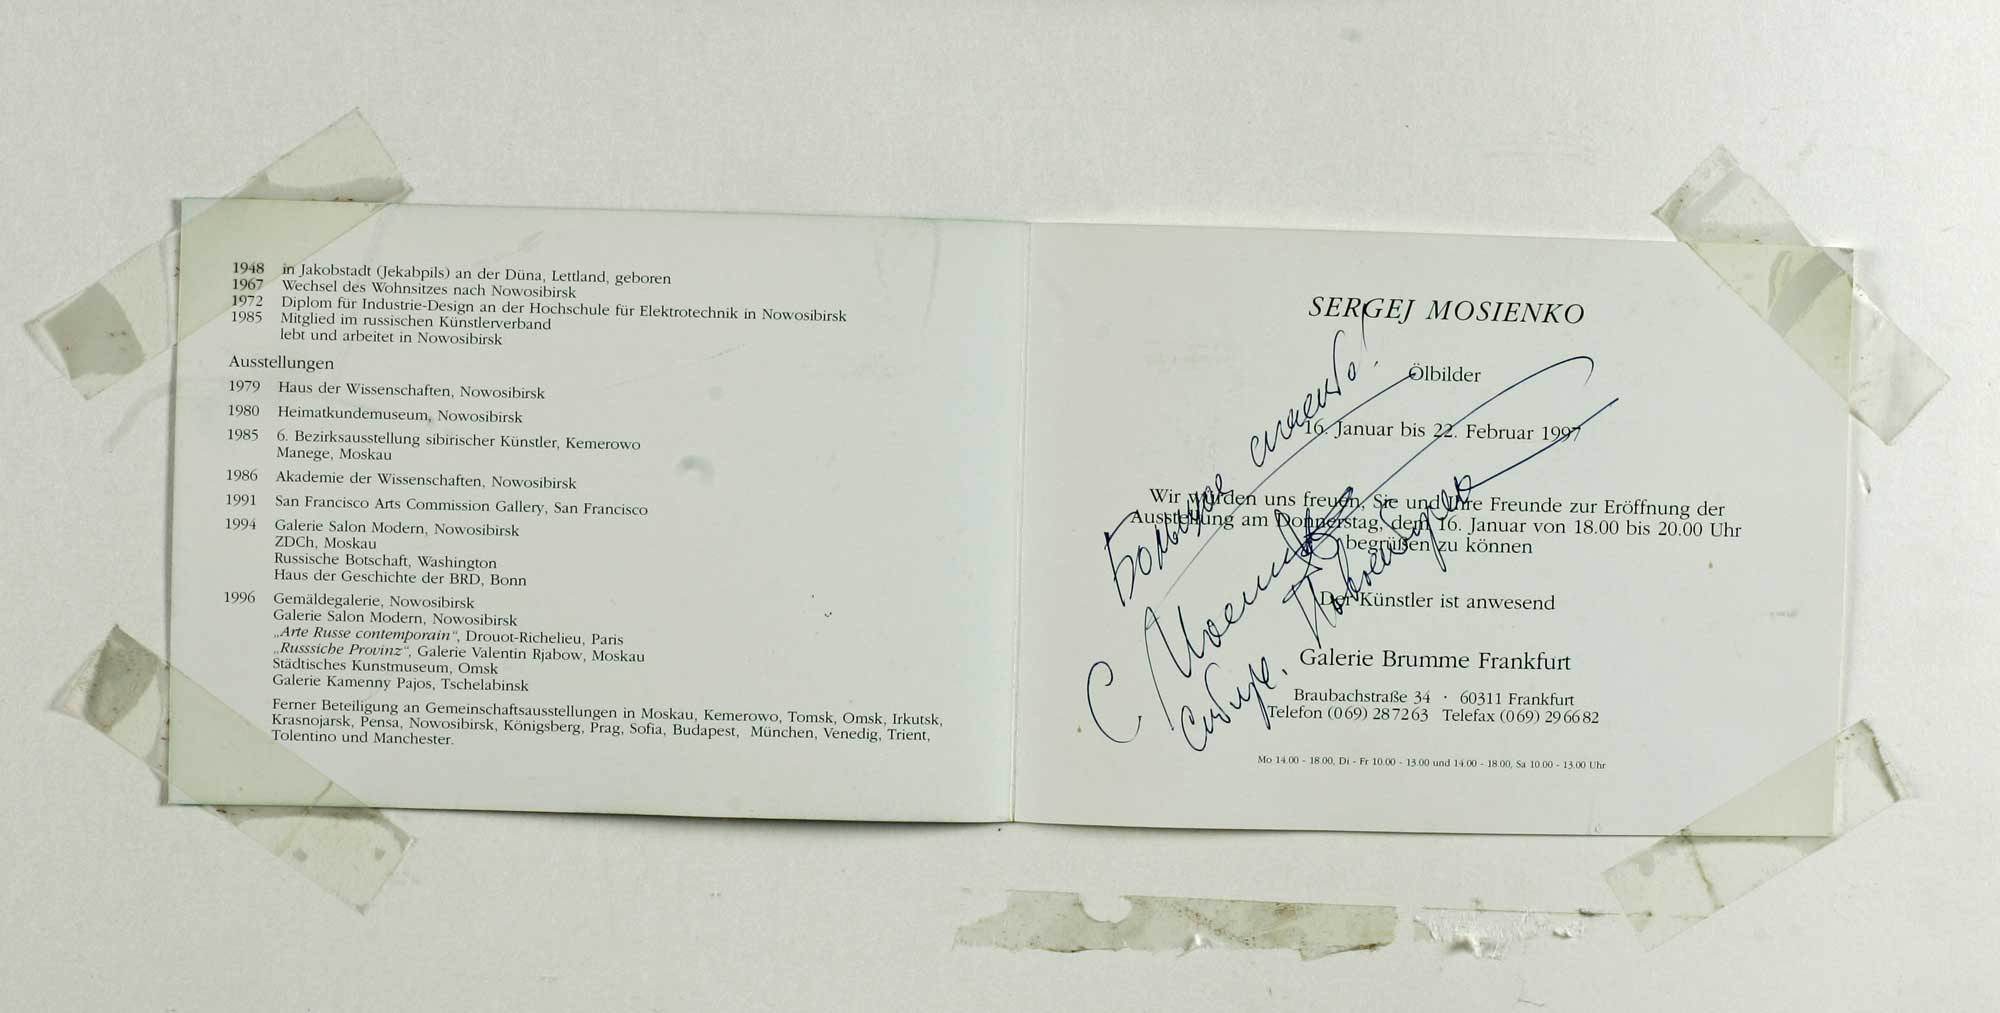 1948 in Jakobstadt (Jekabpils) an der Düna, Lettland, geboren
1967 Wechsel des Wohnsitzes nach Nowosibirsk
1972 Diplom für Industrie-Design an der Hochschule für Elektrotechnik in Nowosibirsk
1985 Mitglied im russischen Künstlerverband
lebt und arbeitet in Nowosibirsk
Ausstellungen
1979 Haus der Wissenschaften, Nowosibirsk
1980 Heimatkundemuseum, Nowosibirsk
1985 6. Bezirksausstellung sibirischer Künstler, Kemerowo
Manege, Moskau
1986 Akademie der Wissenschaften, Nowosibirsk
1991 San Francisco Arts Commission Gallery, San Francisco
1994 Galerie Salon Modern, Nowosibirsk
ZDCh, Moskau
Russische Botschaft, Washington
Haus der Geschichte der BRD, Bonn
1996 Gemäldegalerie, Nowosibirsk
Galerie Salon Modern, Nowosibirsk
„Arte Russe contemporain“, Drouot-Richelieu, Paris
„Russsiche Provinz“, Galerie Valentin Rjabow, Moskau
Städtisches Kunstmuseum, Omsk
Galerie Kamenny Pajos, Tschelabinsk
Ferner Beteiligung an Gemeinschaftsausstellungen in Moskau, Kemerowo, Tomsk, Omsk, Irkutsk,
Krasnojarsk, Pensa, Nowosibirsk, Königsberg, Prag, Sofia, Budapest, München, Venedig, Trient,
Tolentino und Manchester.
SERGEJ MOSIENKO
Ölbilder
16. Januar bis 22. Februar 1997
Wir würden uns freuen, Sie und Ihre Freunde zur Eröffnung der
Ausstellung am Donnerstag, dem 16. Januar von 18.00 bis 20.00 Uhr
begrüßen zu können
Der Künstler ist anwesend
Galerie Brumme Frankfurt
Braubachstraße 34 · 60311 Frankfurt
Telefon (069) 287263 Telefax (069) 296682
Mo 14.00 - 18.00, Di - Fr 10.00 - 13.00 und 14.00 - 18.00, Sa 10.00 - 13.00 Uhr
Большое спасибо!